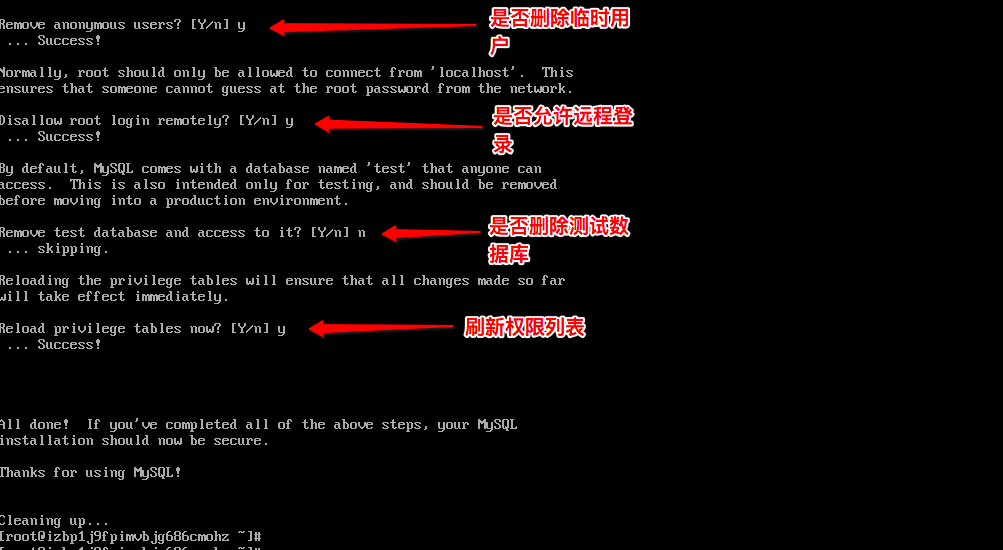 Remove anonymous users? [Y/n] y
是否删除临时用
户
... Success!
Normally, root should only be allowed to connect from 'localhost'.  This
ensures that someone cannot guess at the root password from the network.
Disallow root login remotely? [Y/n] y
是否允许远程登
录
... Success!
By default, MySQL comes with a database named 'test' that anyone can
access.  This is also intended only for testing, and should be removed
before moving into a production environment.
Remove test database and access to it? [Y/n] n
是否删除测试数
据库
... skipping.
Reloading the privilege tables will ensure that all changes made so far
will take effect immediately.
Reload privilege tables now? [Y/n] y
刷新权限列表
... Success!
All done!  If you've completed all of the above steps, your MySQL
installation should now be secure.
Thanks for using MySQL!
Cleaning up...
[root@izbp1j9fpimvbjg686cmohz ~]#